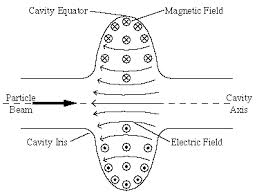 Cavity Equator
Magnetic Field
Particle
Beam
Cavity
Axis
Cavity Iris
Electric Field